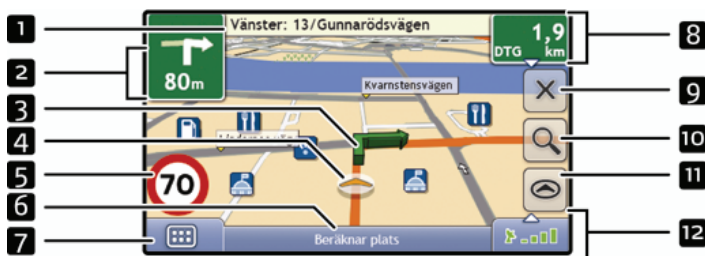 1
Vänster: 13/Gunnarödsvägen
1,9
DTG km
8
2
80m
Kvarnstensvägen
9
3
10
4
5
70
11
6
Beräknar plats
7
12